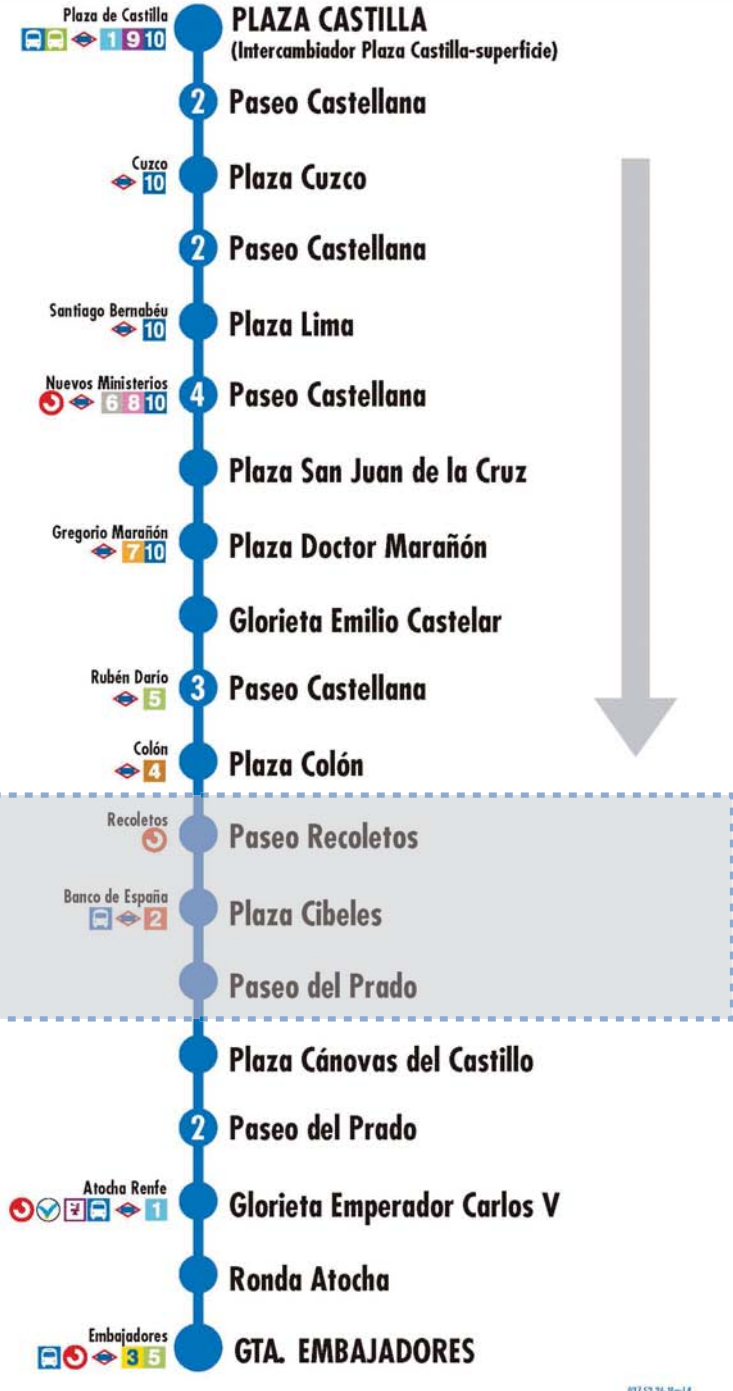 Plaza de Castilla
1 9 10
PLAZA CASTILLA
(Intercambiador Plaza Castilla-superficie)
2 Paseo Castellana
Cuzco
10
Plaza Cuzco
2 Paseo Castellana
Santiago Bernabéu
10
Plaza Lima
Nuevos Ministerios
6 8 10
4 Paseo Castellana
Plaza San Juan de la Cruz
Gregorio Marañón
7 10
Plaza Doctor Marañón
Glorieta Emilio Castelar
Rubén Darío
5
3 Paseo Castellana
Colón
4
Plaza Colón
Recoletos
Paseo Recoletos
Banco de España
2
Plaza Cibeles
Paseo del Prado
Plaza Cánovas del Castillo
2 Paseo del Prado
Atocha Renfe
1
Glorieta Emperador Carlos V
Ronda Atocha
Embajadores
3 5
GTA. EMBAJADORES